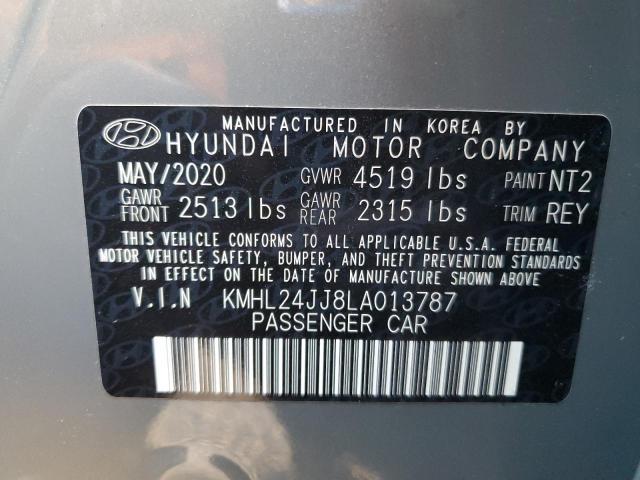 MANUFACTURED IN KOREA BY
HYUNDAI MOTOR COMPANY
MAY/2020 GVWR 4519 lbs PAINT NT2
GAWR FRONT 2513 lbs GAWR REAR 2315 lbs TRIM REY
THIS VEHICLE CONFORMS TO ALL APPLICABLE U.S.A. FEDERAL
MOTOR VEHICLE SAFETY, BUMPER, AND THEFT PREVENTION
STANDARDS IN EFFECT ON THE DATE OF MANUFACTURE SHOWN ABOVE.
V.I.N KMHL24JJ8LA013787
PASSENGER CAR